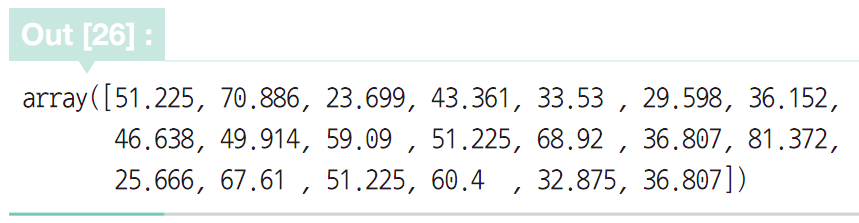 Out [26] :
array([51.225, 70.886, 23.699, 43.361, 33.53 , 29.598, 36.152,
46.638, 49.914, 59.09 , 51.225, 68.92 , 36.807, 81.372,
25.666, 67.61 , 51.225, 60.4  , 32.875, 36.807])